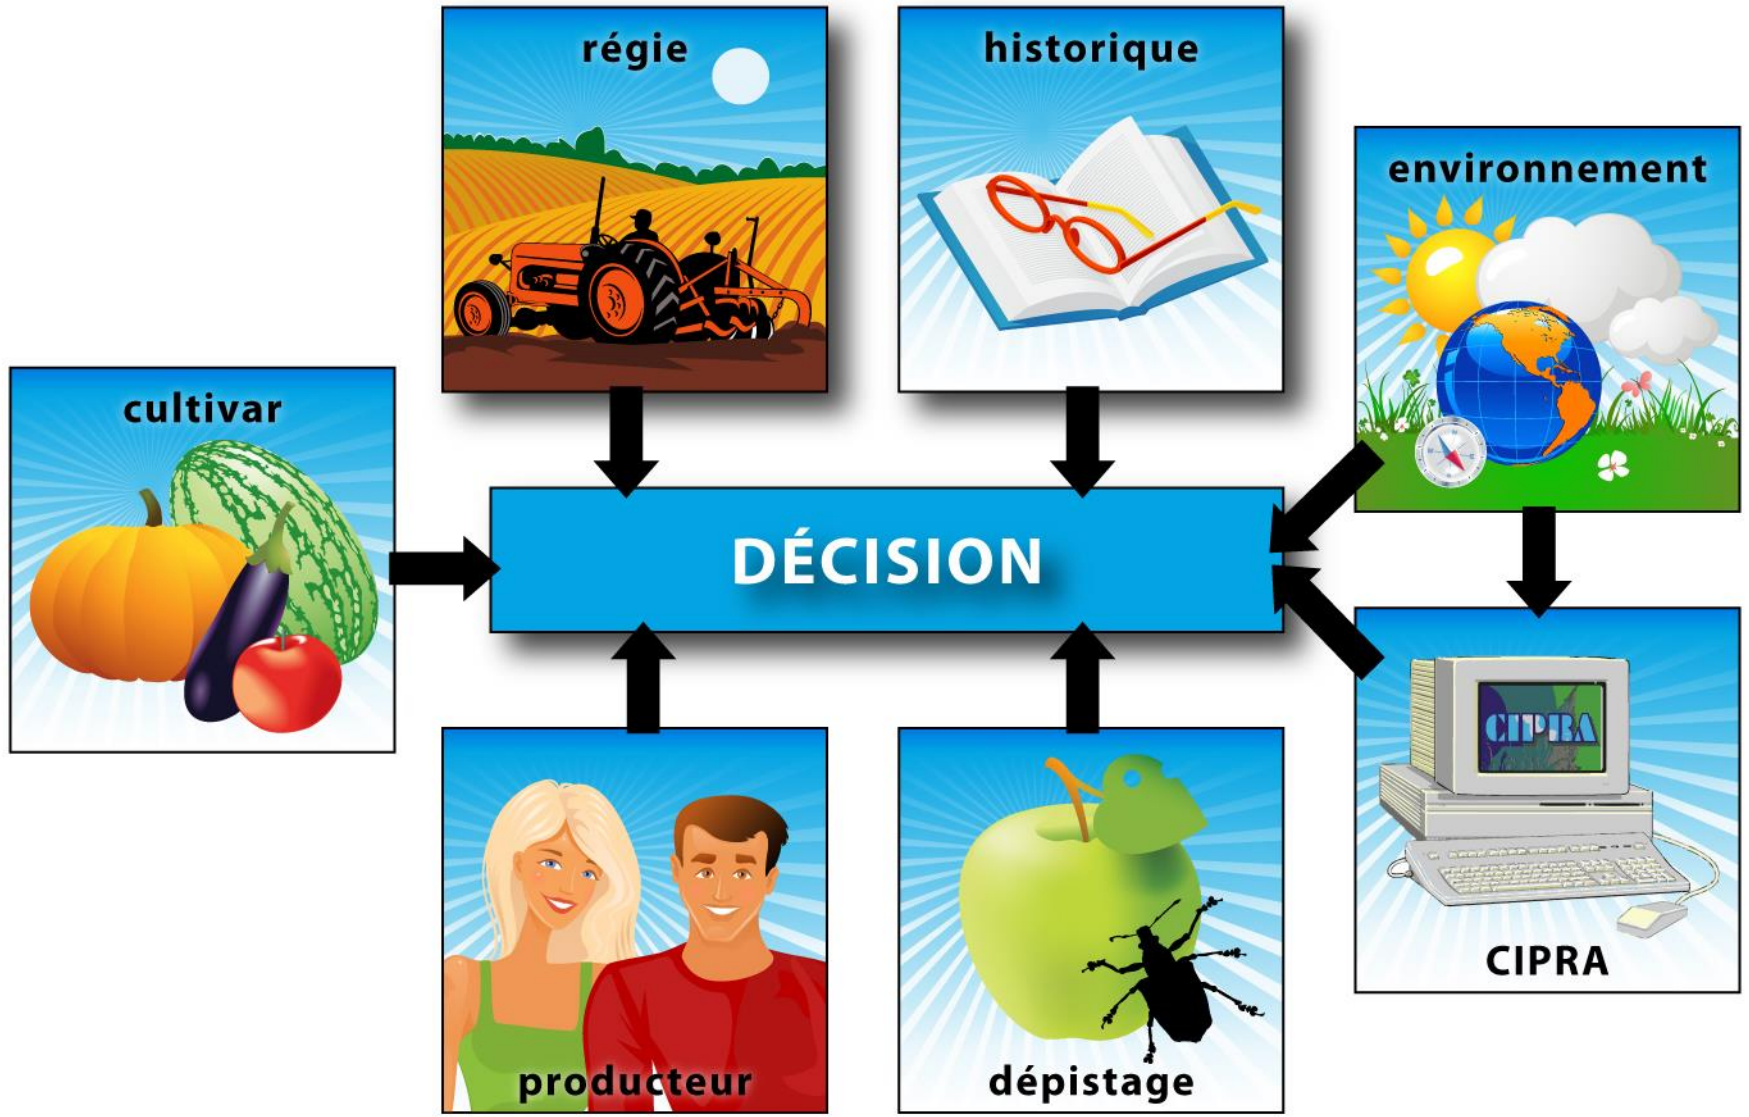 régie
historique
environnement
cultivar
DÉCISION
CIPRA
CIPRA
producteur
dépistage